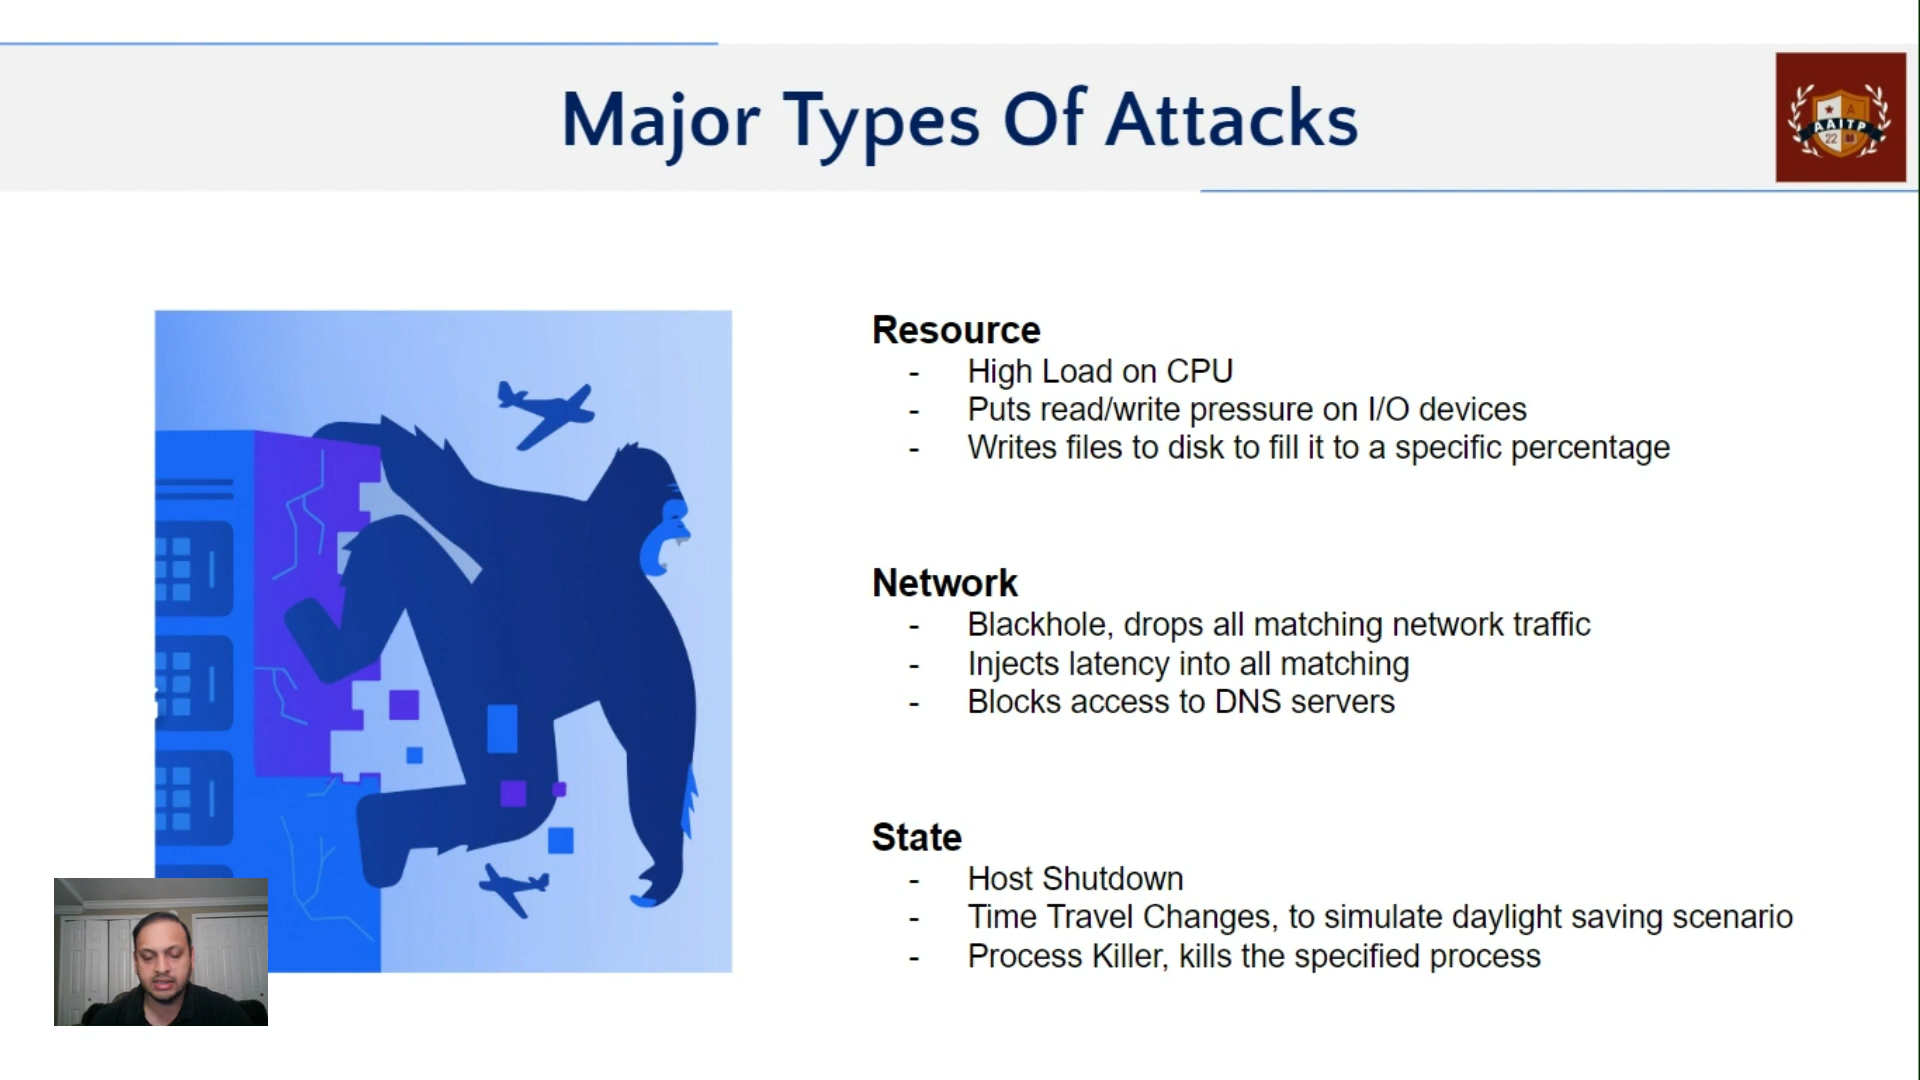 Major Types Of Attacks
A
AAITP
22
Resource
- High Load on CPU
- Puts read/write pressure on I/O devices
- Writes files to disk to fill it to a specific percentage
Network
- Blackhole, drops all matching network traffic
- Injects latency into all matching
- Blocks access to DNS servers
State
- Host Shutdown
- Time Travel Changes, to simulate daylight saving scenario
- Process Killer, kills the specified process